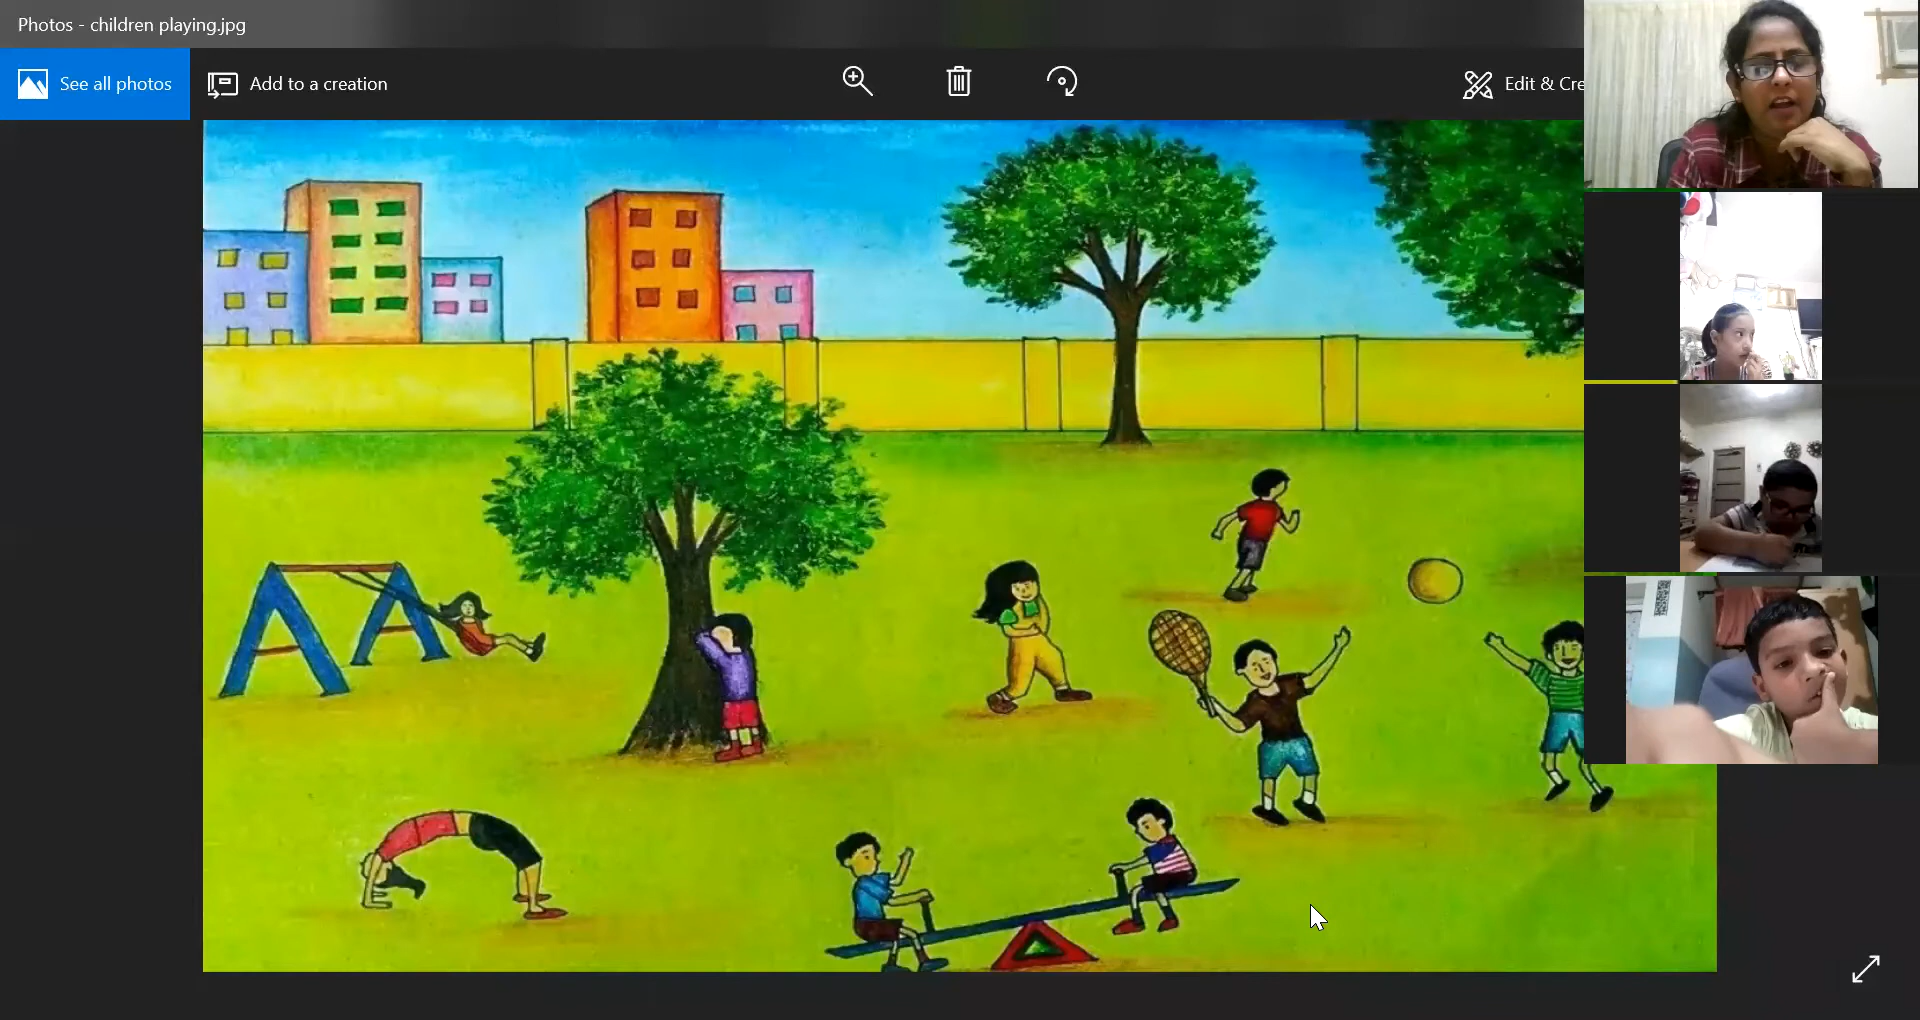 Photos - children playing.jpg
See all photos
Add to a creation
Edit & Cre